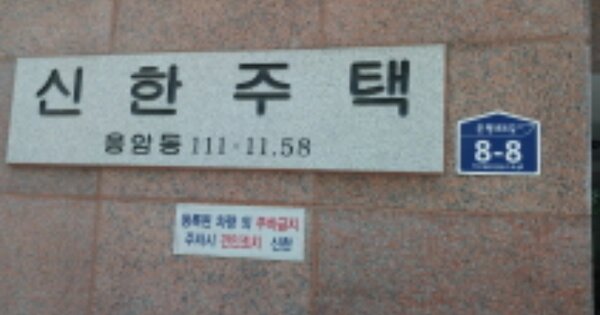 신한주택
응암동 111-11.58
8-8
등록된 차량 외 주차금지
주차시 견인조치 신한